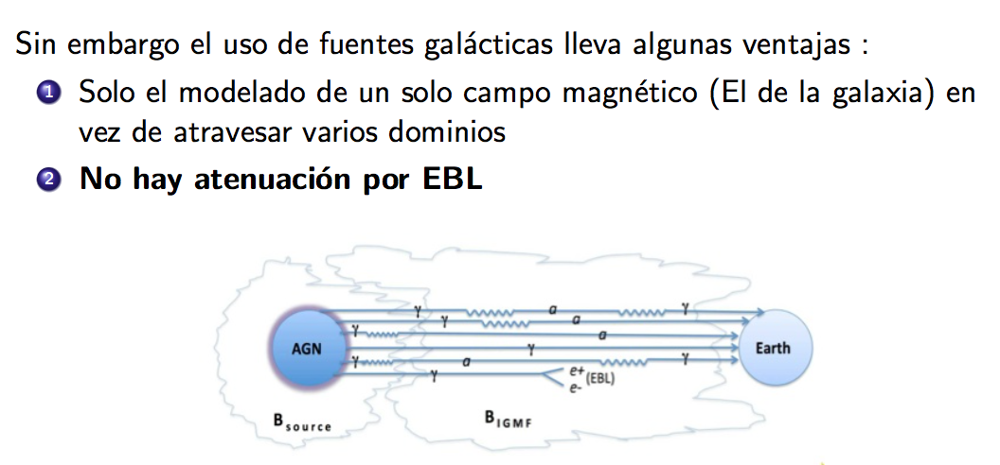 Sin embargo el uso de fuentes galácticas lleva algunas ventajas :
1 Solo el modelado de un solo campo magnético (El de la galaxia) en
vez de atravesar varios dominios
2 No hay atenuación por EBL
γ a γ
γ a
γ a
AGN γ Earth
γ a γ
γ e+ (EBL)
e-
B source B IGMF